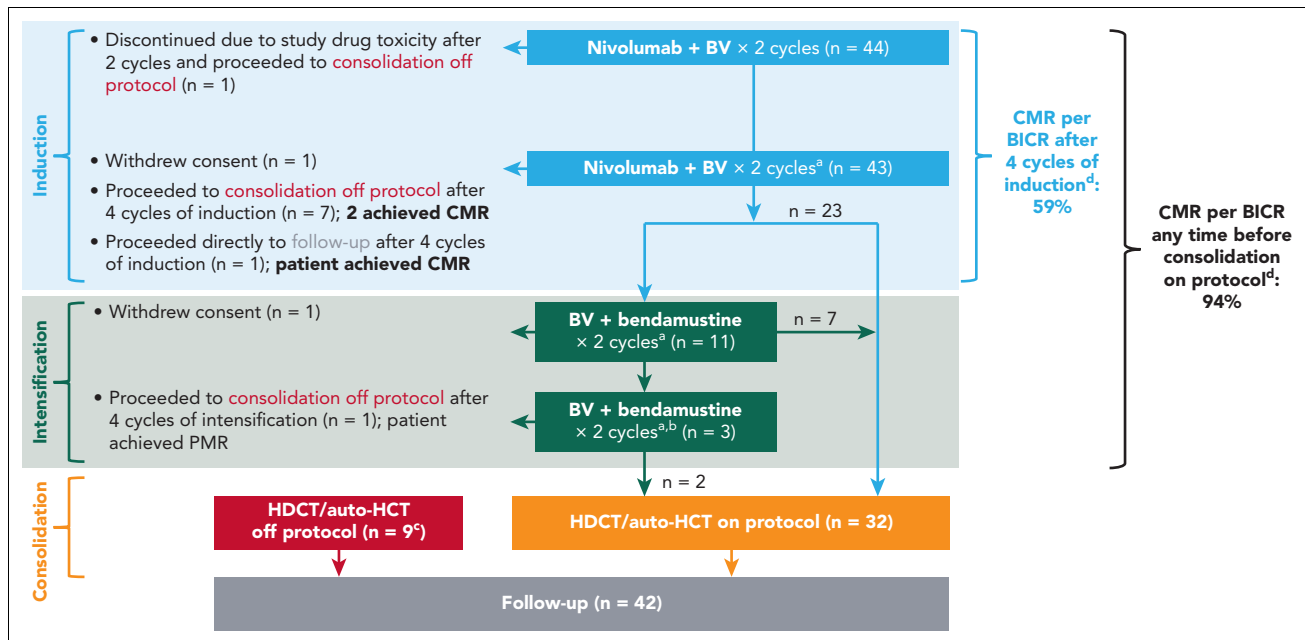 Induction
• Discontinued due to study drug toxicity after
2 cycles and proceeded to consolidation off
protocol (n = 1)
Nivolumab + BV × 2 cycles (n = 44)
• Withdrew consent (n = 1)
• Proceeded to consolidation off protocol after
4 cycles of induction (n = 7); 2 achieved CMR
• Proceeded directly to follow-up after 4 cycles
of induction (n = 1); patient achieved CMR
Nivolumab + BV × 2 cyclesᵃ (n = 43)
n = 23
CMR per
BICR after
4 cycles of
inductionᵈ:
59%
CMR per BICR
any time before
consolidation
on protocolᵈ:
94%
Intensification
• Withdrew consent (n = 1)
BV + bendamustine
× 2 cyclesᵃ (n = 11)
n = 7
• Proceeded to consolidation off protocol after
4 cycles of intensification (n = 1); patient
achieved PMR
BV + bendamustine
× 2 cyclesᵃ,ᵇ (n = 3)
n = 2
Consolidation
HDCT/auto-HCT
off protocol (n = 9ᶜ)
HDCT/auto-HCT on protocol (n = 32)
Follow-up (n = 42)